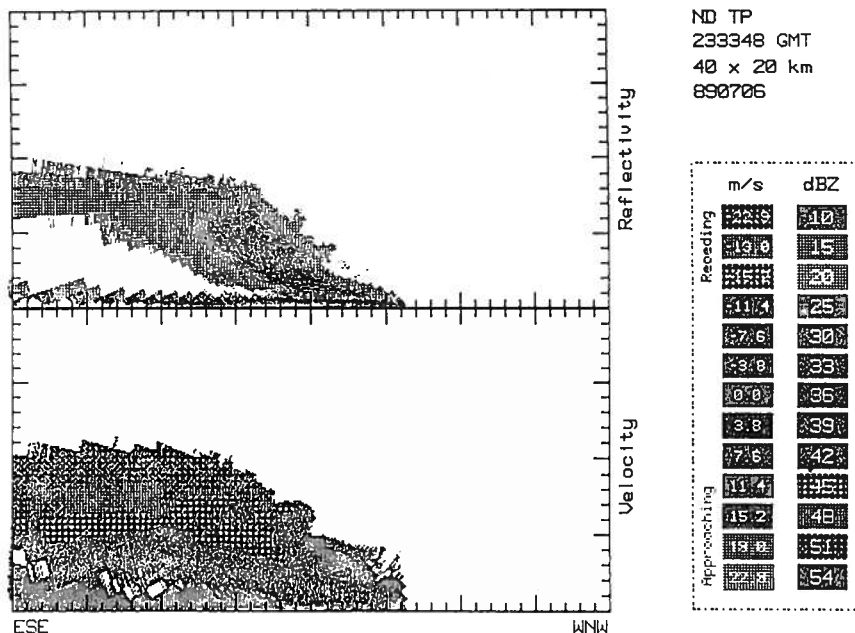 ND TP
233348 GMT
40 x 20 km
890706
Reflectivity
Velocity
ESE
WNW
m/s dBZ
Receding
Approaching
-22.9 10
-19.0 15
20
-11.4 25
-7.6 30
-3.8 33
0.0 36
3.8 39
7.6 42
11.4 45
15.2 48
19.0 51
22.9 54